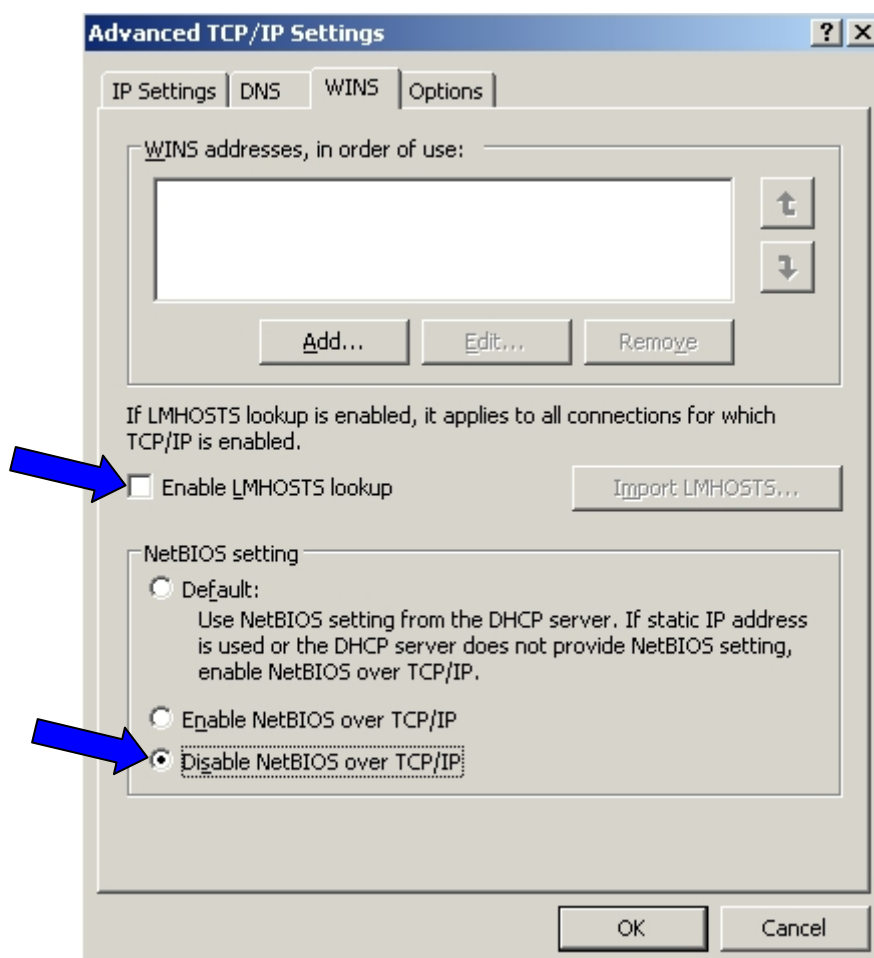 Advanced TCP/IP Settings
IP Settings DNS WINS Options
WINS addresses, in order of use:
Add... Edit... Remove
If LMHOSTS lookup is enabled, it applies to all connections for which
TCP/IP is enabled.
Enable LMHOSTS lookup Import LMHOSTS...
NetBIOS setting
Default:
Use NetBIOS setting from the DHCP server. If static IP address
is used or the DHCP server does not provide NetBIOS setting,
enable NetBIOS over TCP/IP.
Enable NetBIOS over TCP/IP
Disable NetBIOS over TCP/IP
OK Cancel